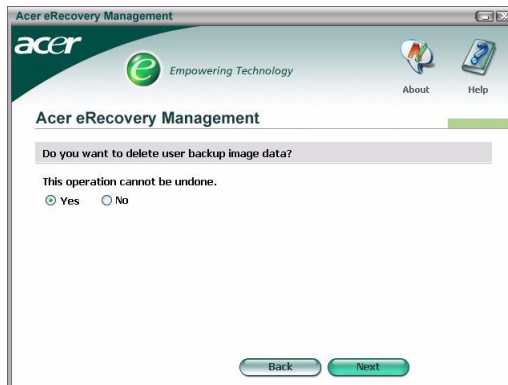 Acer eRecovery Management
acer
e Empowering Technology
About Help
Acer eRecovery Management
Do you want to delete user backup image data?
This operation cannot be undone.
Yes No
Back Next